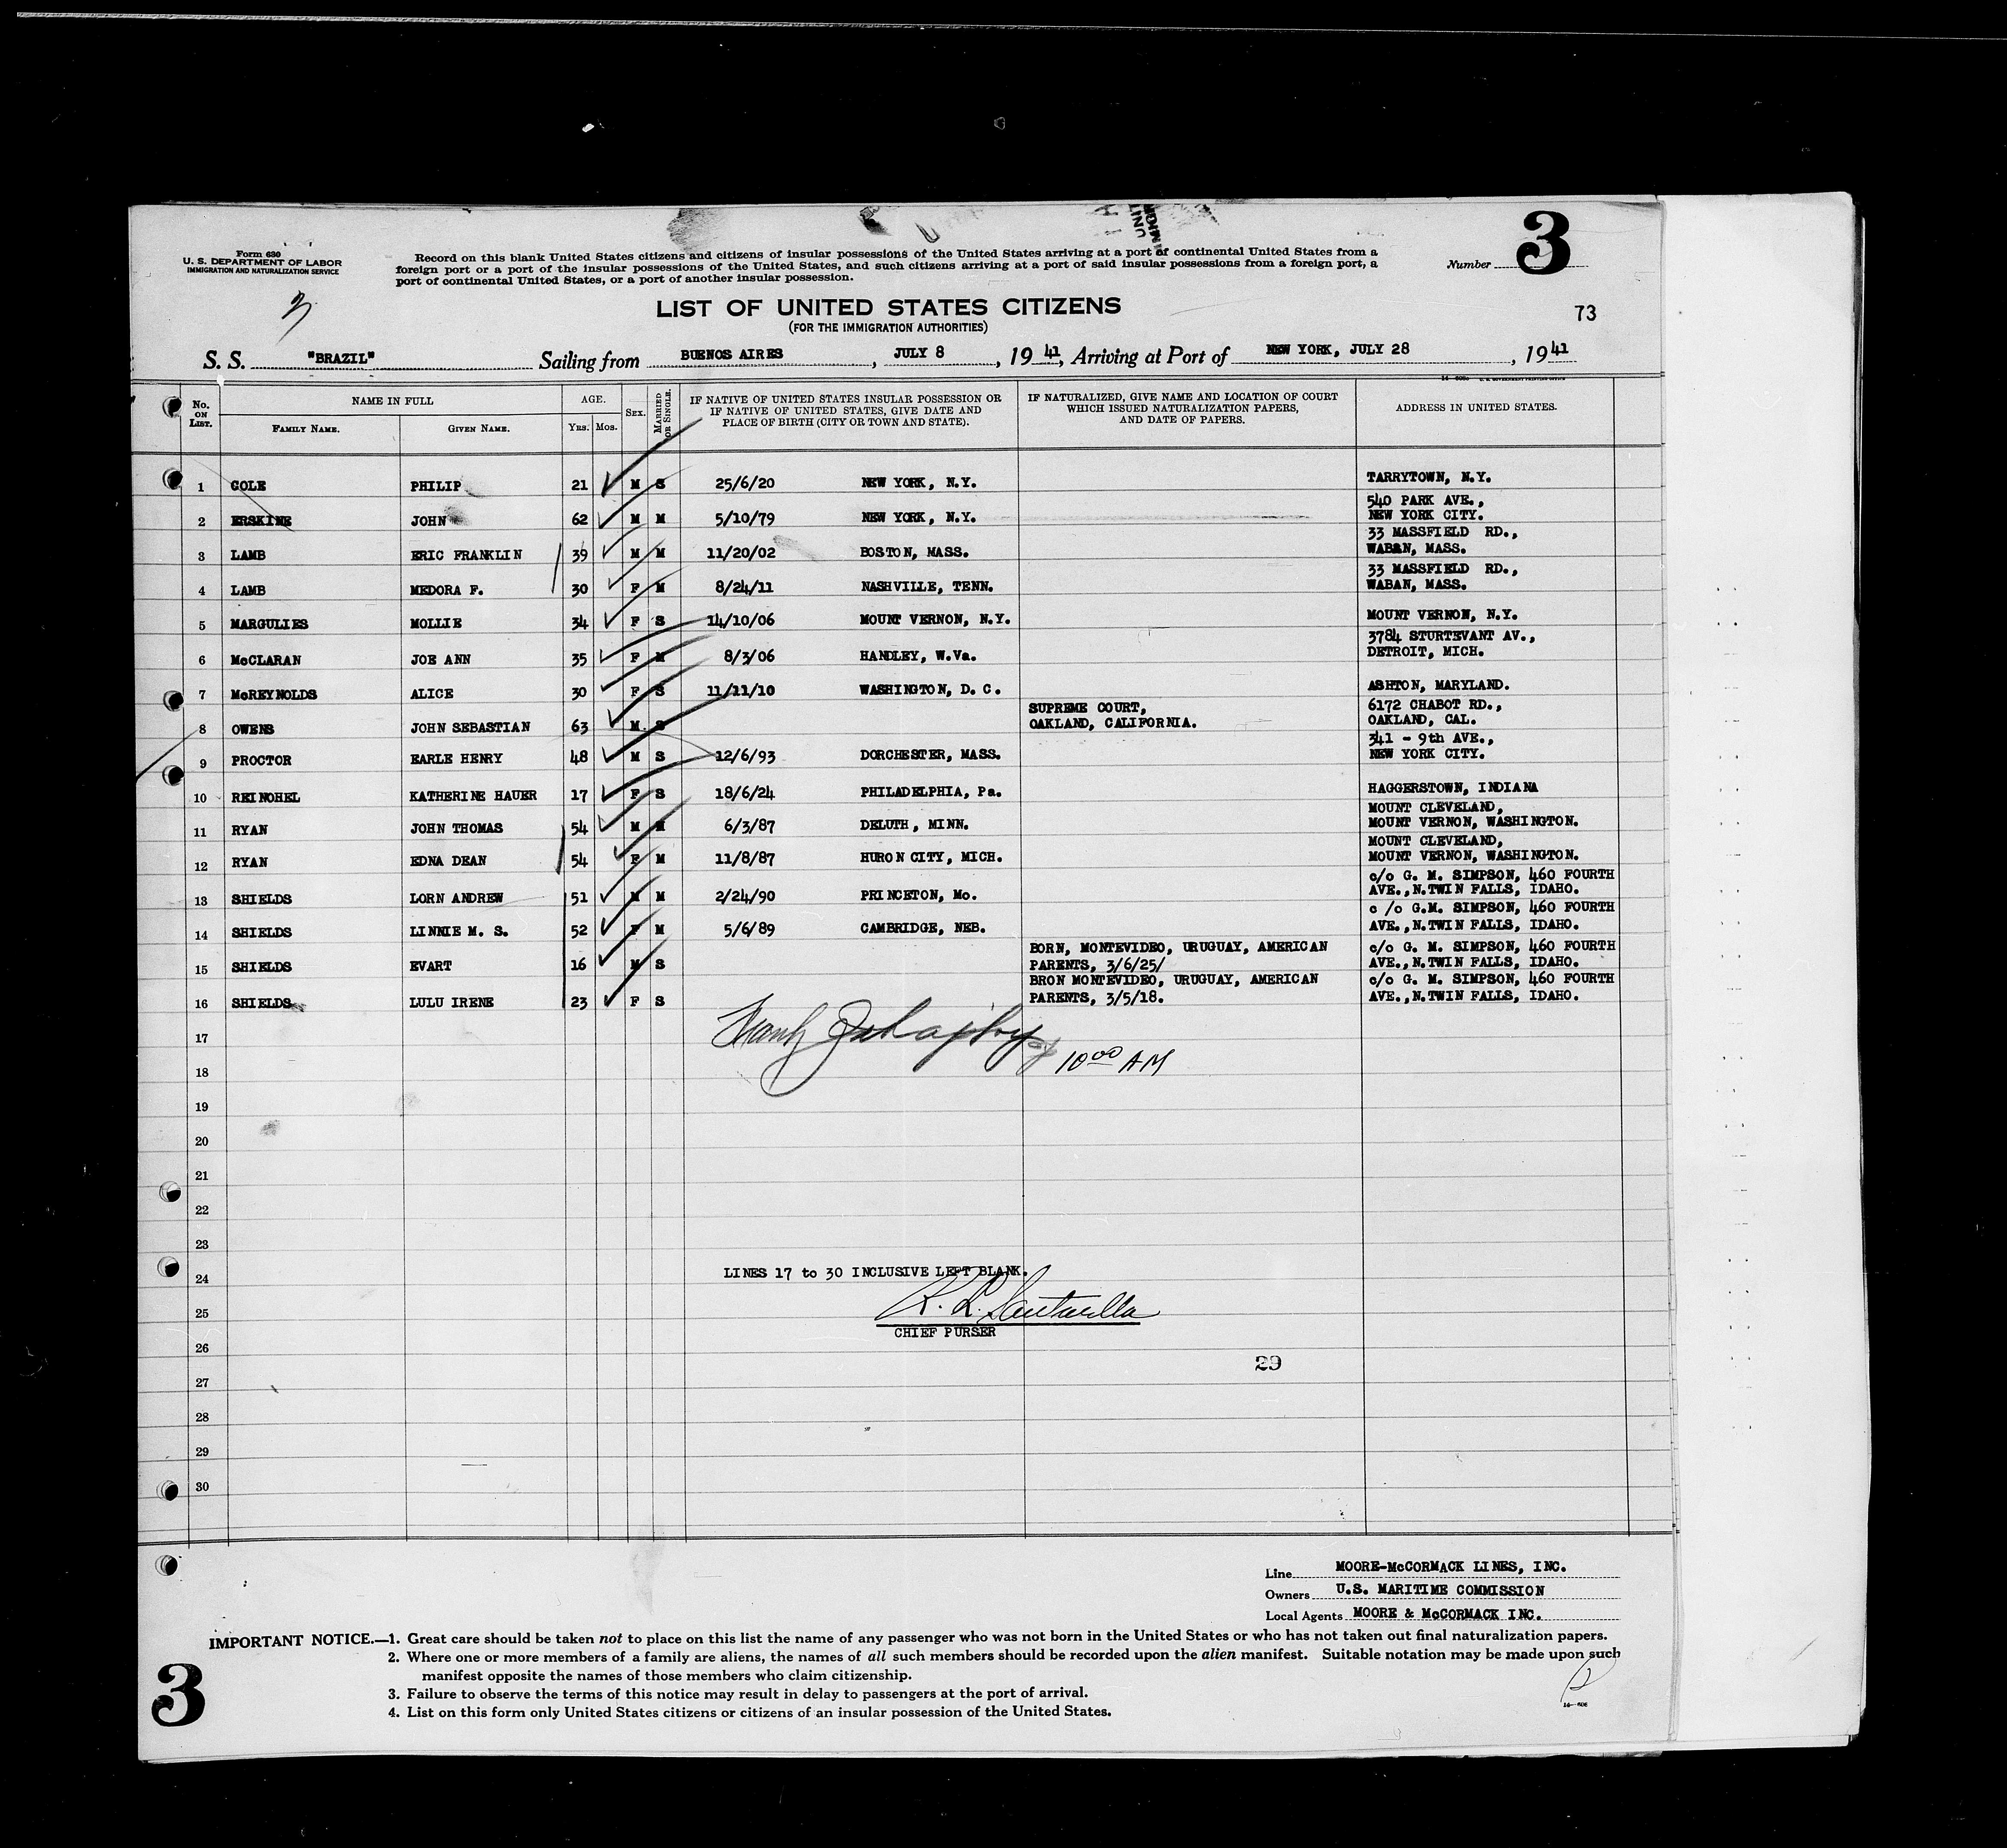 3
Form 630
U. S. DEPARTMENT OF LABOR
IMMIGRATION AND NATURALIZATION SERVICE
Record on this blank United States citizens and citizens of insular possessions of the United States arriving at a port of continental United States from a
foreign port or a port of the insular possessions of the United States, and such citizens arriving at a port of said insular possessions from a foreign port, a
port of continental United States, or a port of another insular possession.
Number
3
LIST OF UNITED STATES CITIZENS
(FOR THE IMMIGRATION AUTHORITIES)
73
S. S. "BRAZIL" Sailing from BUENOS AIRES, JULY 8, 1941, Arriving at Port of NEW YORK, JULY 28, 1941
No. ON LIST. NAME IN FULL AGE. SEX. MARRIED OR SINGLE. IF NATIVE OF UNITED STATES INSULAR POSSESSION OR IF NATIVE OF UNITED STATES, GIVE DATE AND PLACE OF BIRTH (CITY OR TOWN AND STATE). IF NATURALIZED, GIVE NAME AND LOCATION OF COURT WHICH ISSUED NATURALIZATION PAPERS, AND DATE OF PAPERS. ADDRESS IN UNITED STATES.
FAMILY NAME. GIVEN NAME. YRS. MOS.
1 COLE PHILIP 21 M S 25/6/20 NEW YORK, N.Y. TARRYTOWN, N.Y.
2 ERSKINE JOHN 62 M M 5/10/79 NEW YORK, N.Y. 540 PARK AVE., NEW YORK CITY.
3 LAMB ERIC FRANKLIN 39 M M 11/20/02 BOSTON, MASS. 33 MASSFIELD RD., WABAN, MASS.
4 LAMB MEDORA F. 30 F M 8/24/11 NASHVILLE, TENN. 33 MASSFIELD RD., WABAN, MASS.
5 MARGULIES MOLLIE 34 F S 14/10/06 MOUNT VERNON, N.Y. MOUNT VERNON, N.Y.
6 McCLARAN JOE ANN 35 F M 8/3/06 HANDLEY, W.Va. 3784 STURTEVANT AV., DETROIT, MICH.
7 McREYNOLDS ALICE 30 F S 11/11/10 WASHINGTON, D. C. ASHTON, MARYLAND.
8 OWENS JOHN SEBASTIAN 63 M S SUPREME COURT, OAKLAND, CALIFORNIA. 6172 CHABOT RD., OAKLAND, CAL.
9 PROCTOR EARLE HENRY 48 M S 12/6/93 DORCHESTER, MASS. 341 - 9th AVE., NEW YORK CITY.
10 REINOHEL KATHERINE HAUER 17 F S 18/6/24 PHILADELPHIA, Pa. HAGGERSTOWN, INDIANA
11 RYAN JOHN THOMAS 54 M M 6/3/87 DELUTH, MINN. MOUNT CLEVELAND, MOUNT VERNON, WASHINGTON.
12 RYAN EDNA DEAN 54 F M 11/8/87 HURON CITY, MICH. MOUNT CLEVELAND, MOUNT VERNON, WASHINGTON.
13 SHIELDS LORN ANDREW 51 M M 2/24/90 PRINCETON, Mo. c/o G. M. SIMPSON, 460 FOURTH AVE., N. TWIN FALLS, IDAHO.
14 SHIELDS LINNIE M. S. 52 F M 5/6/89 CAMBRIDGE, NEB. c /o G.M. SIMPSON, 460 FOURTH AVE., N. TWIN FALLS, IDAHO.
15 SHIELDS EVART 16 M S BORN, MONTEVIDEO, URUGUAY, AMERICAN PARENTS, 3/6/25/ c/o G. M. SIMPSON, 460 FOURTH AVE., N. TWIN FALLS, IDAHO.
16 SHIELDS LULU IRENE 23 F S BRON MONTEVIDEO, URUGUAY, AMERICAN PARENTS, 3/5/18. c/o G. M. SIMPSON, 460 FOURTH AVE., N. TWIN FALLS, IDAHO.
17
18 10 00 AM
19
20
21
22
23
24 LINES 17 to 30 INCLUSIVE LEFT BLANK.
25
CHIEF PURSER
26
29
27
28
29
30
Line MOORE-McCORMACK LINES, INC.
Owners U.S. MARITIME COMMISSION
Local Agents MOORE & McCORMACK INC.
IMPORTANT NOTICE.—1. Great care should be taken not to place on this list the name of any passenger who was not born in the United States or who has not taken out final naturalization papers.
2. Where one or more members of a family are aliens, the names of all such members should be recorded upon the alien manifest. Suitable notation may be made upon such
manifest opposite the names of those members who claim citizenship.
3. Failure to observe the terms of this notice may result in delay to passengers at the port of arrival.
4. List on this form only United States citizens or citizens of an insular possession of the United States.
3